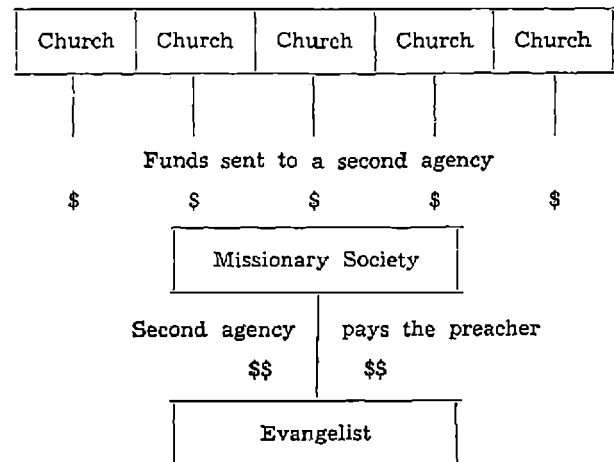 Church Church Church Church Church
Funds sent to a second agency
$ $ $ $ $
Missionary Society
Second agency pays the preacher
$$ $$
Evangelist